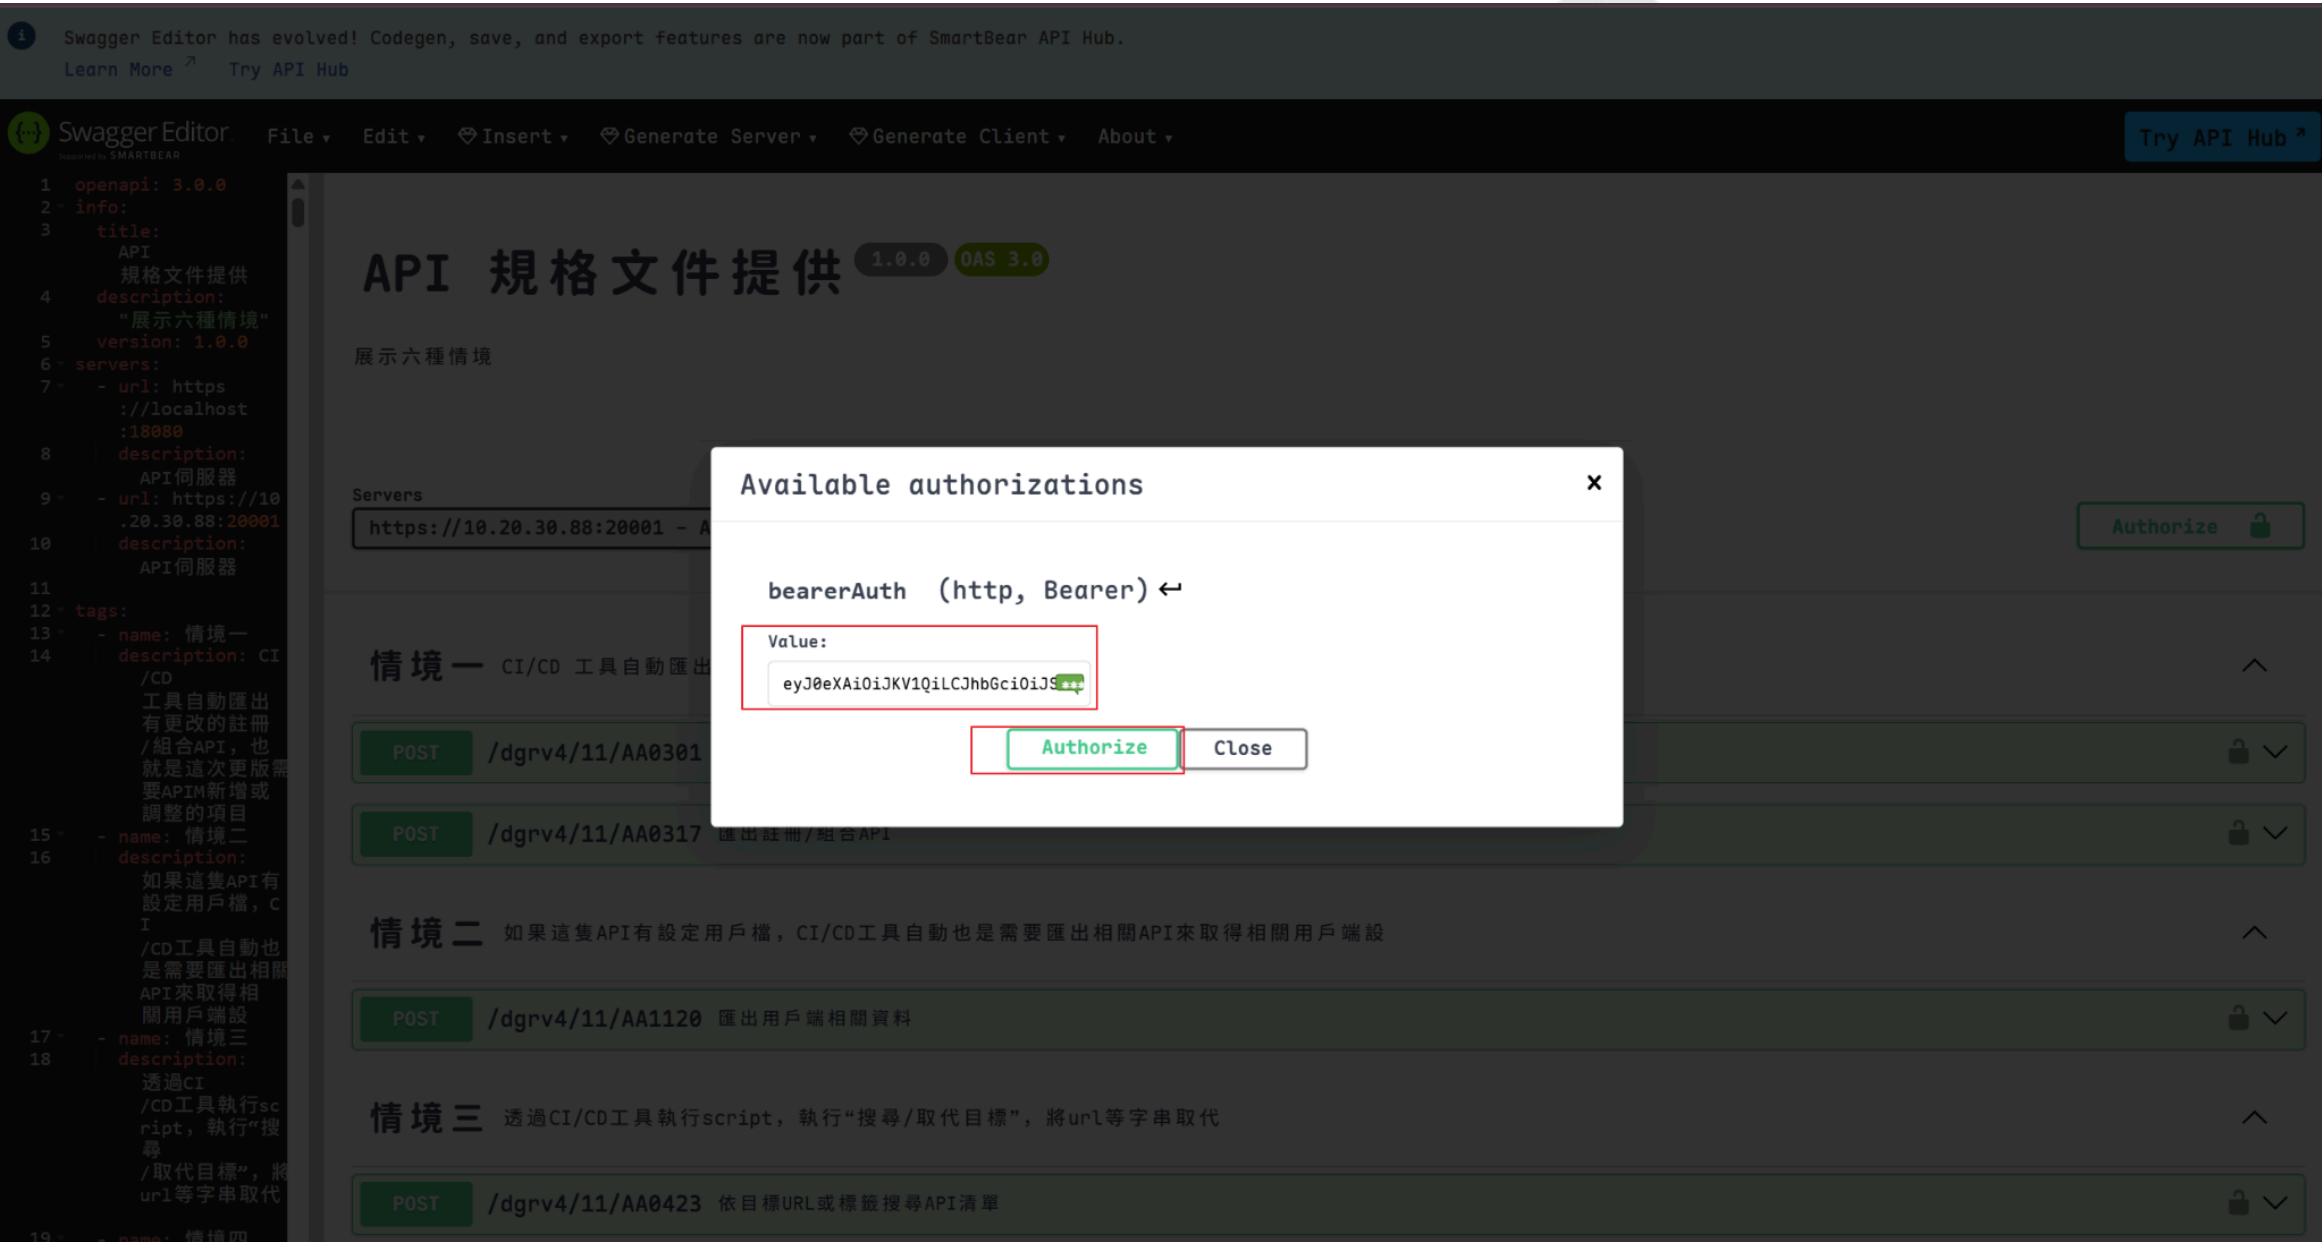 Swagger Editor has evolved! Codegen, save, and export features are now part of SmartBear API Hub.
Learn More ↗ Try API Hub
Swagger Editor
Supported by SMARTBEAR
File Edit Insert Generate Server Generate Client About
Try API Hub
1 openapi: 3.0.0
2 info:
3 title:
API
規格文件提供
4 description:
"展示六種情境"
5 version: 1.0.0
6 servers:
7 - url: https
://localhost
:18080
8 description:
API伺服器
9 - url: https://10
.20.30.88:20001
10 description:
API伺服器
11
12 tags:
13 - name: 情境一
14 description: CI
/CD
工具自動匯出
有更改的註冊
/組合API, 也
就是這次更版需
要APIM新增或
調整的項目
15 - name: 情境二
16 description:
如果這隻API有
設定用戶檔, C
I
/CD工具自動也
是需要匯出相關
API來取得相
關用戶端設
17 - name: 情境三
18 description:
透過CI
/CD工具執行sc
ript, 執行“搜
尋
/取代目標”, 將
url等字串取代
19 - name: 情境四
API 規格文件提供 1.0.0 OAS 3.0
展示六種情境
Servers
https://10.20.30.88:20001 - A
Authorize
Available authorizations ×
bearerAuth (http, Bearer) ↩
Value:
eyJ0eXAiOiJKV1QiLCJhbGciOiJS
Authorize Close
情境一 CI/CD 工具自動匯出
POST /dgrv4/11/AA0301
POST /dgrv4/11/AA0317 匯出註冊/組合API
情境二 如果這隻API有設定用戶檔, CI/CD工具自動也是需要匯出相關API來取得相關用戶端設
POST /dgrv4/11/AA1120 匯出用戶端相關資料
情境三 透過CI/CD工具執行script, 執行“搜尋/取代目標”, 將url等字串取代
POST /dgrv4/11/AA0423 依目標URL或標籤搜尋API清單